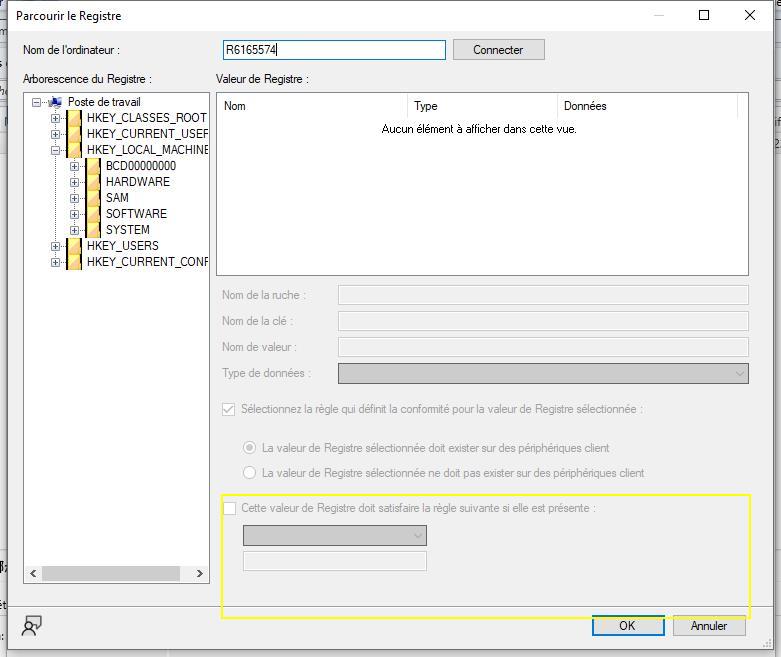 Parcourir le Registre
Nom de l'ordinateur :
R6165574
Connecter
Arborescence du Registre :
Valeur de Registre :
Poste de travail
HKEY_CLASSES_ROOT
HKEY_CURRENT_USER
HKEY_LOCAL_MACHINE
BCD00000000
HARDWARE
SAM
SOFTWARE
SYSTEM
HKEY_USERS
HKEY_CURRENT_CONF
Nom Type Données
Aucun élément à afficher dans cette vue.
Nom de la ruche :
Nom de la clé :
Nom de valeur :
Type de données :
Sélectionnez la règle qui définit la conformité pour la valeur de Registre sélectionnée :
La valeur de Registre sélectionnée doit exister sur des périphériques client
La valeur de Registre sélectionnée ne doit pas exister sur des périphériques client
Cette valeur de Registre doit satisfaire la règle suivante si elle est présente :
OK
Annuler